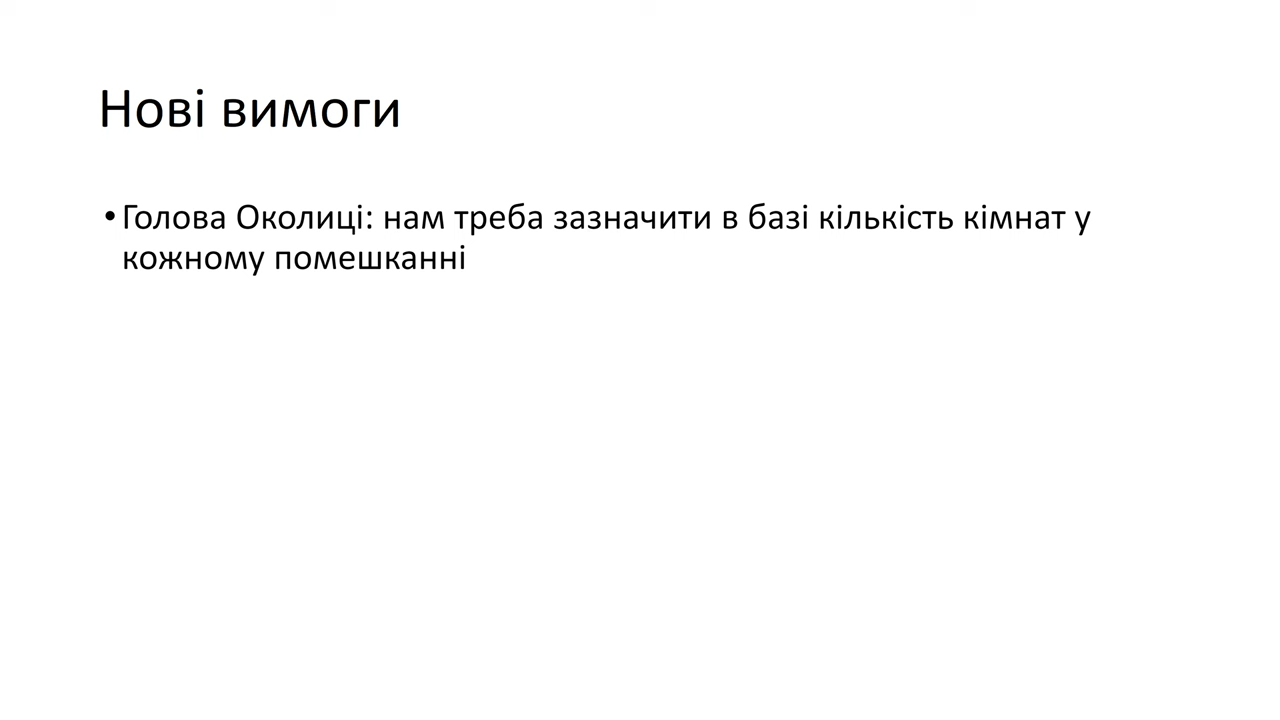 Нові вимоги
•Голова Околиці: нам треба зазначити в базі кількість кімнат у
кожному помешканні